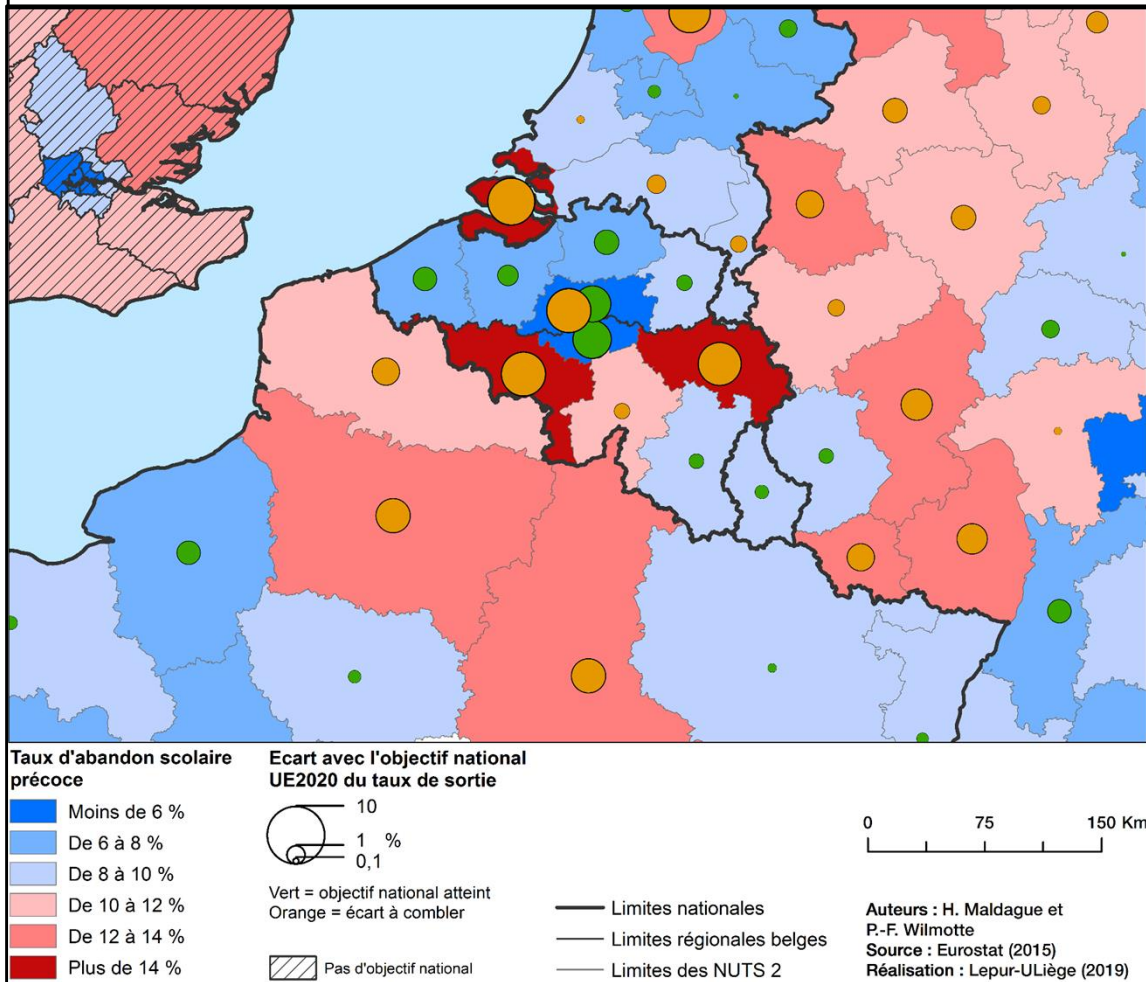 Taux d'abandon scolaire
précoce
Moins de 6 %
De 6 à 8 %
De 8 à 10 %
De 10 à 12 %
De 12 à 14 %
Plus de 14 %
Ecart avec l'objectif national
UE2020 du taux de sortie
10
1 %
0,1
Vert = objectif national atteint
Orange = écart à combler
Pas d'objectif national
Limites nationales
Limites régionales belges
Limites des NUTS 2
0 75 150 Km
Auteurs : H. Maldague et
P.-F. Wilmotte
Source : Eurostat (2015)
Réalisation : Lepur-ULiège (2019)